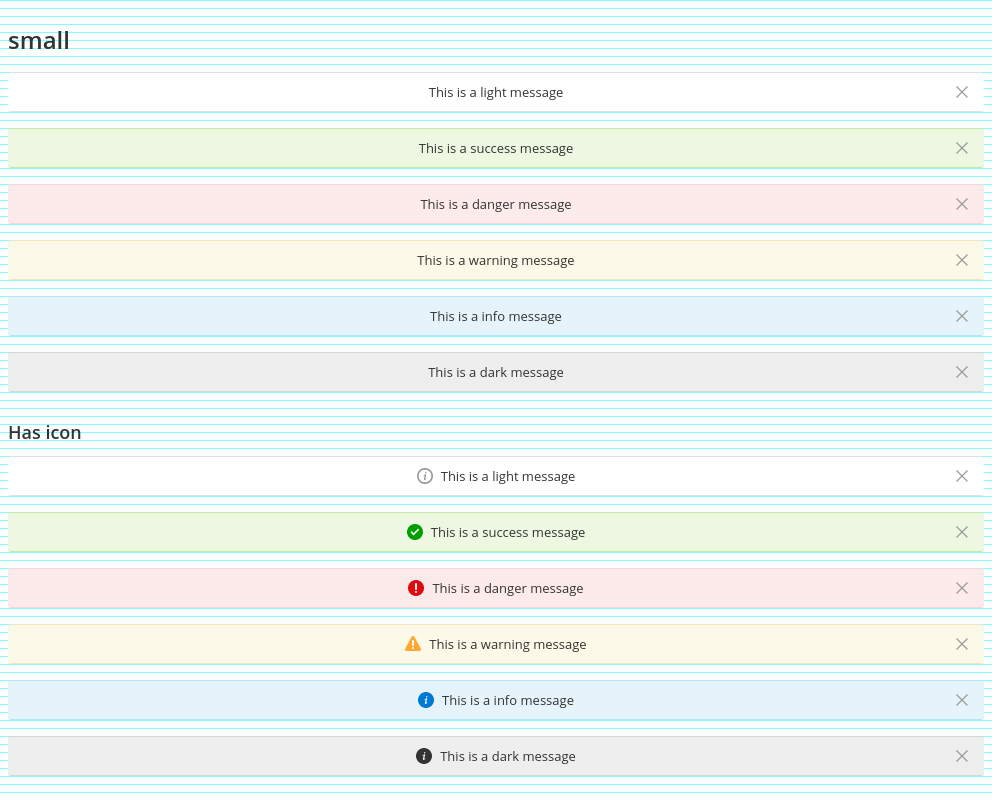 small
This is a light message
This is a success message
This is a danger message
This is a warning message
This is a info message
This is a dark message
Has icon
This is a light message
This is a success message
This is a danger message
This is a warning message
This is a info message
This is a dark message